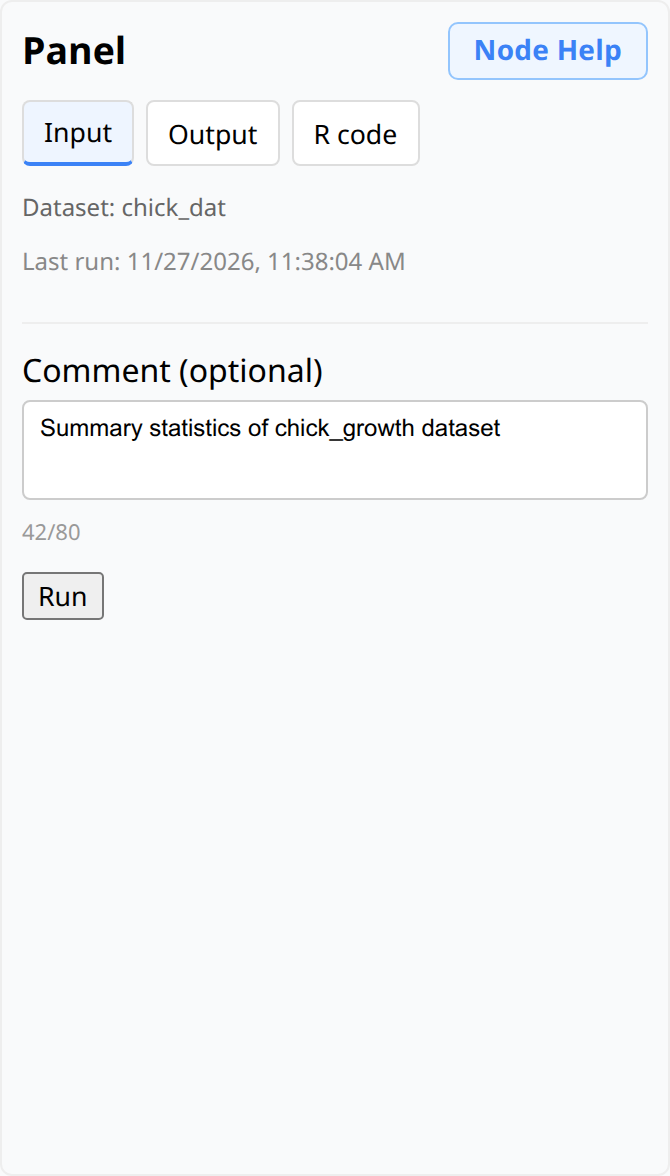 Panel
Node Help
Input
Output
R code
Dataset: chick_dat
Last run: 11/27/2026, 11:38:04 AM
Comment (optional)
Summary statistics of chick_growth dataset
42/80
Run